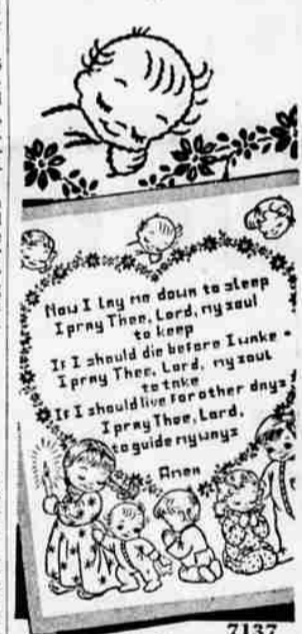 Now I lay me down to sleep
I pray Thee, Lord, my soul
to keep
If I should die before I wake -
I pray Thee, Lord, my soul
to take
If I should live for other days
I pray Thee, Lord,
to guide my ways
Amen
7137